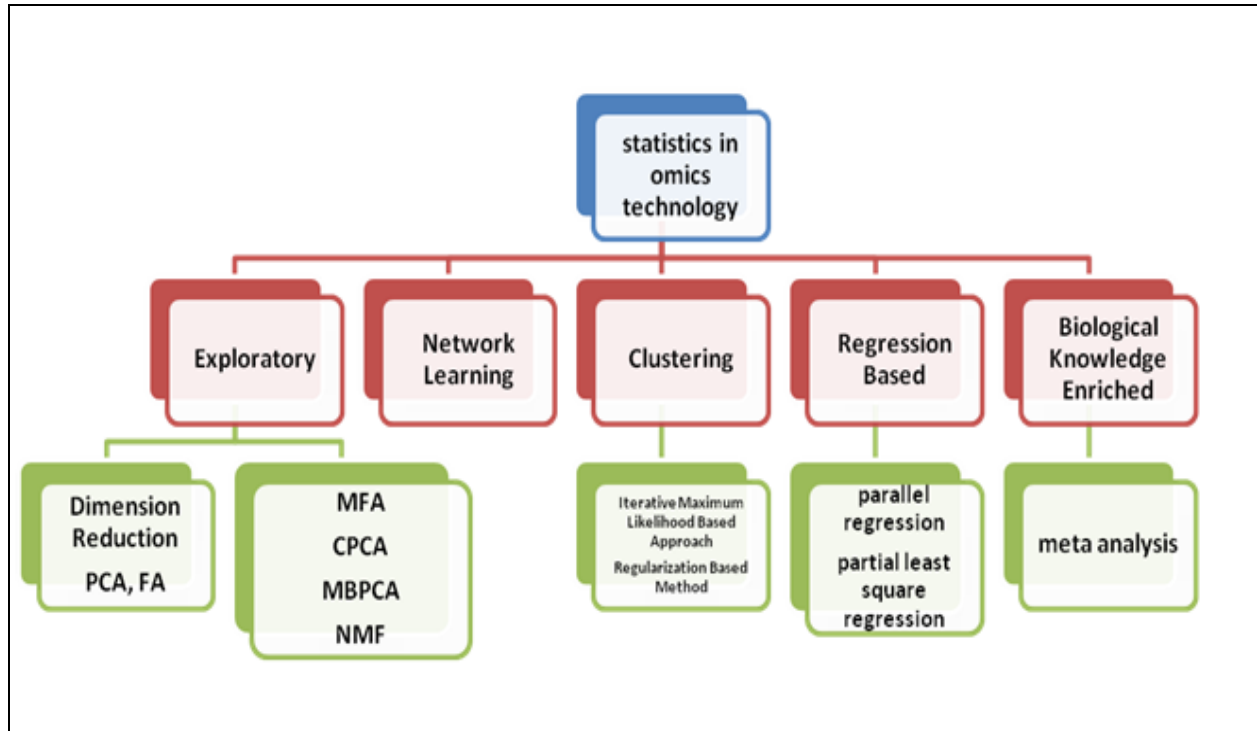 statistics in
omics
technology
Exploratory
Network
Learning
Clustering
Regression
Based
Biological
Knowledge
Enriched
Dimension
Reduction
PCA, FA
MFA
CPCA
MBPCA
NMF
Iterative Maximum
Likelihood Based
Approach
Regularization Based
Method
parallel
regression
partial least
square
regression
meta analysis